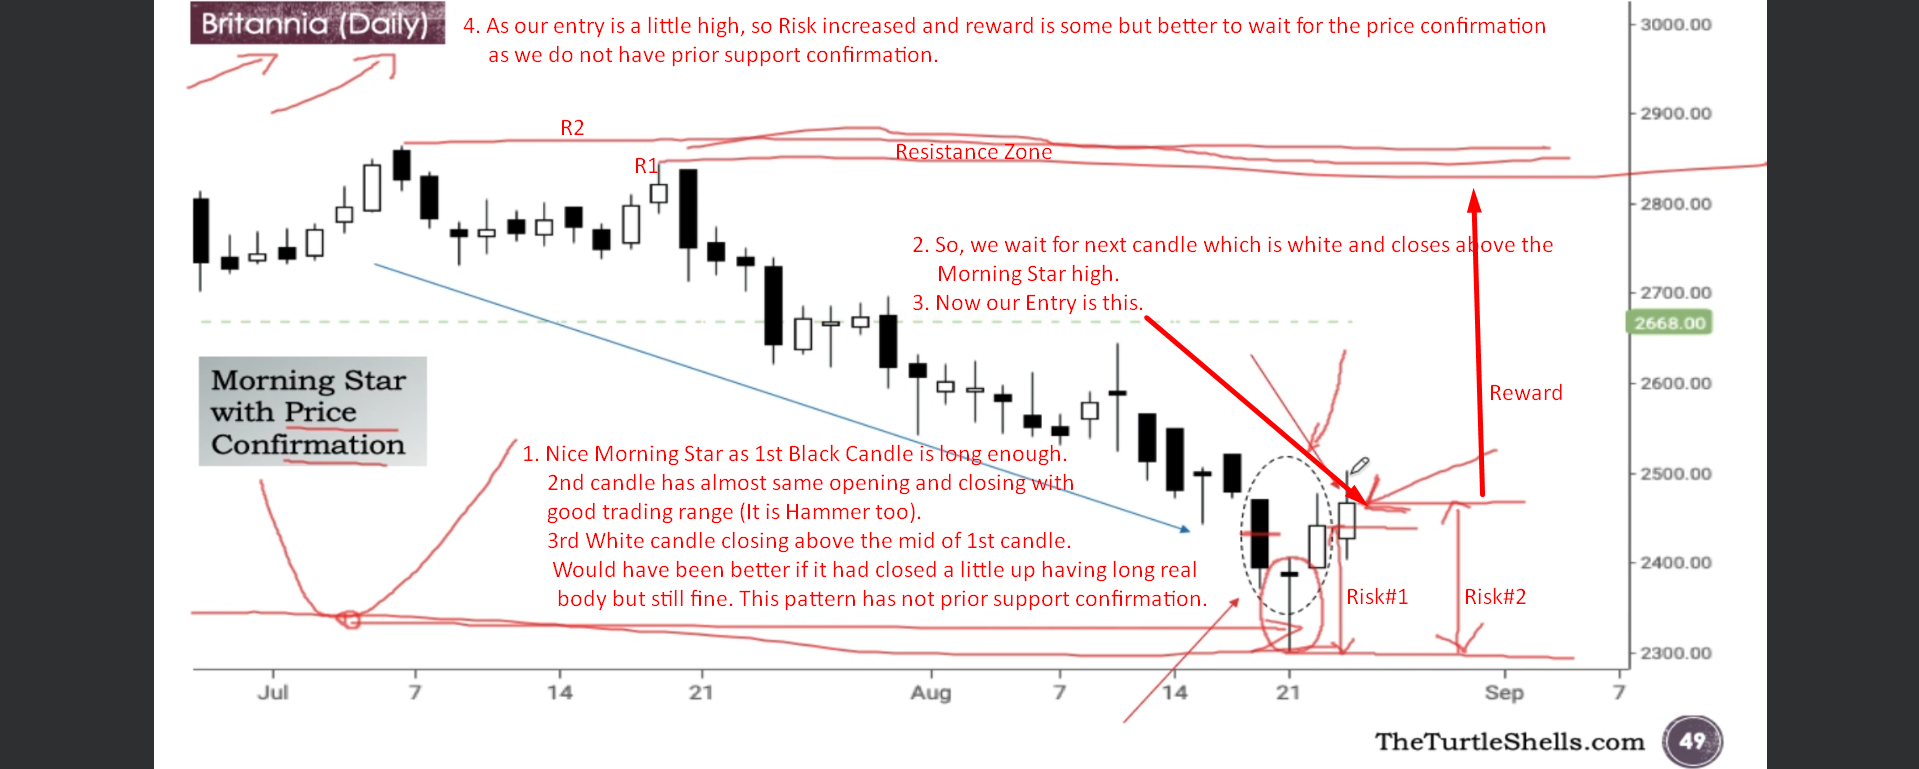 Britannia (Daily)
4. As our entry is a little high, so Risk increased and reward is some but better to wait for the price confirmation
as we do not have prior support confirmation.
3000.00
2900.00
R2
R1
Resistance Zone
2800.00
2. So, we wait for next candle which is white and closes above the
Morning Star high.
3. Now our Entry is this.
2700.00
2668.00
Morning Star
with Price
Confirmation
2600.00
Reward
1. Nice Morning Star as 1st Black Candle is long enough.
2nd candle has almost same opening and closing with
good trading range (It is Hammer too).
3rd White candle closing above the mid of 1st candle.
Would have been better if it had closed a little up having long real
body but still fine. This pattern has not prior support confirmation.
2500.00
2400.00
Risk#1
Risk#2
2300.00
Jul 7 14 21 Aug 7 14 21 Sep 7
TheTurtleShells.com 49